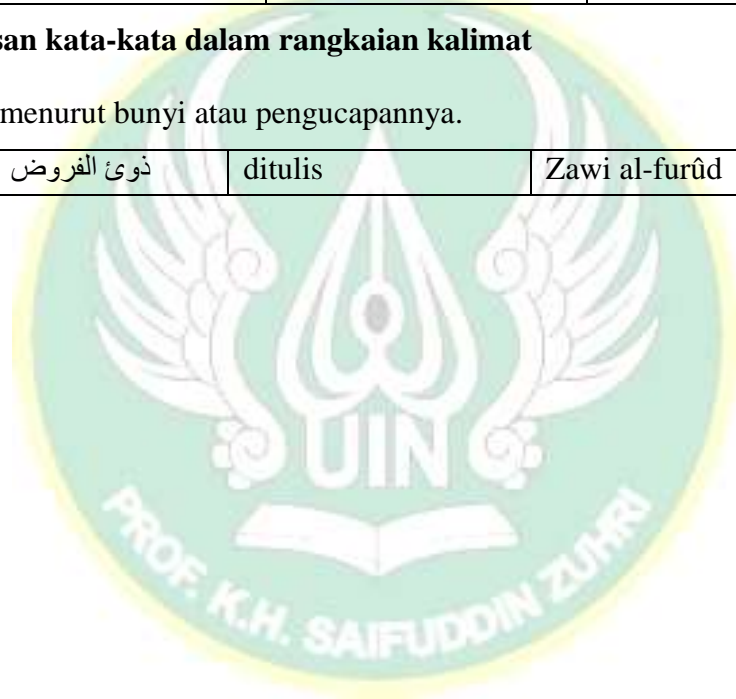 san kata-kata dalam rangkaian kalimat
menurut bunyi atau pengucapannya.
ذوئ الفروض ditulis Zawi al-furûd
UIN
PROF. K.H. SAIFUDDIN ZUHRI